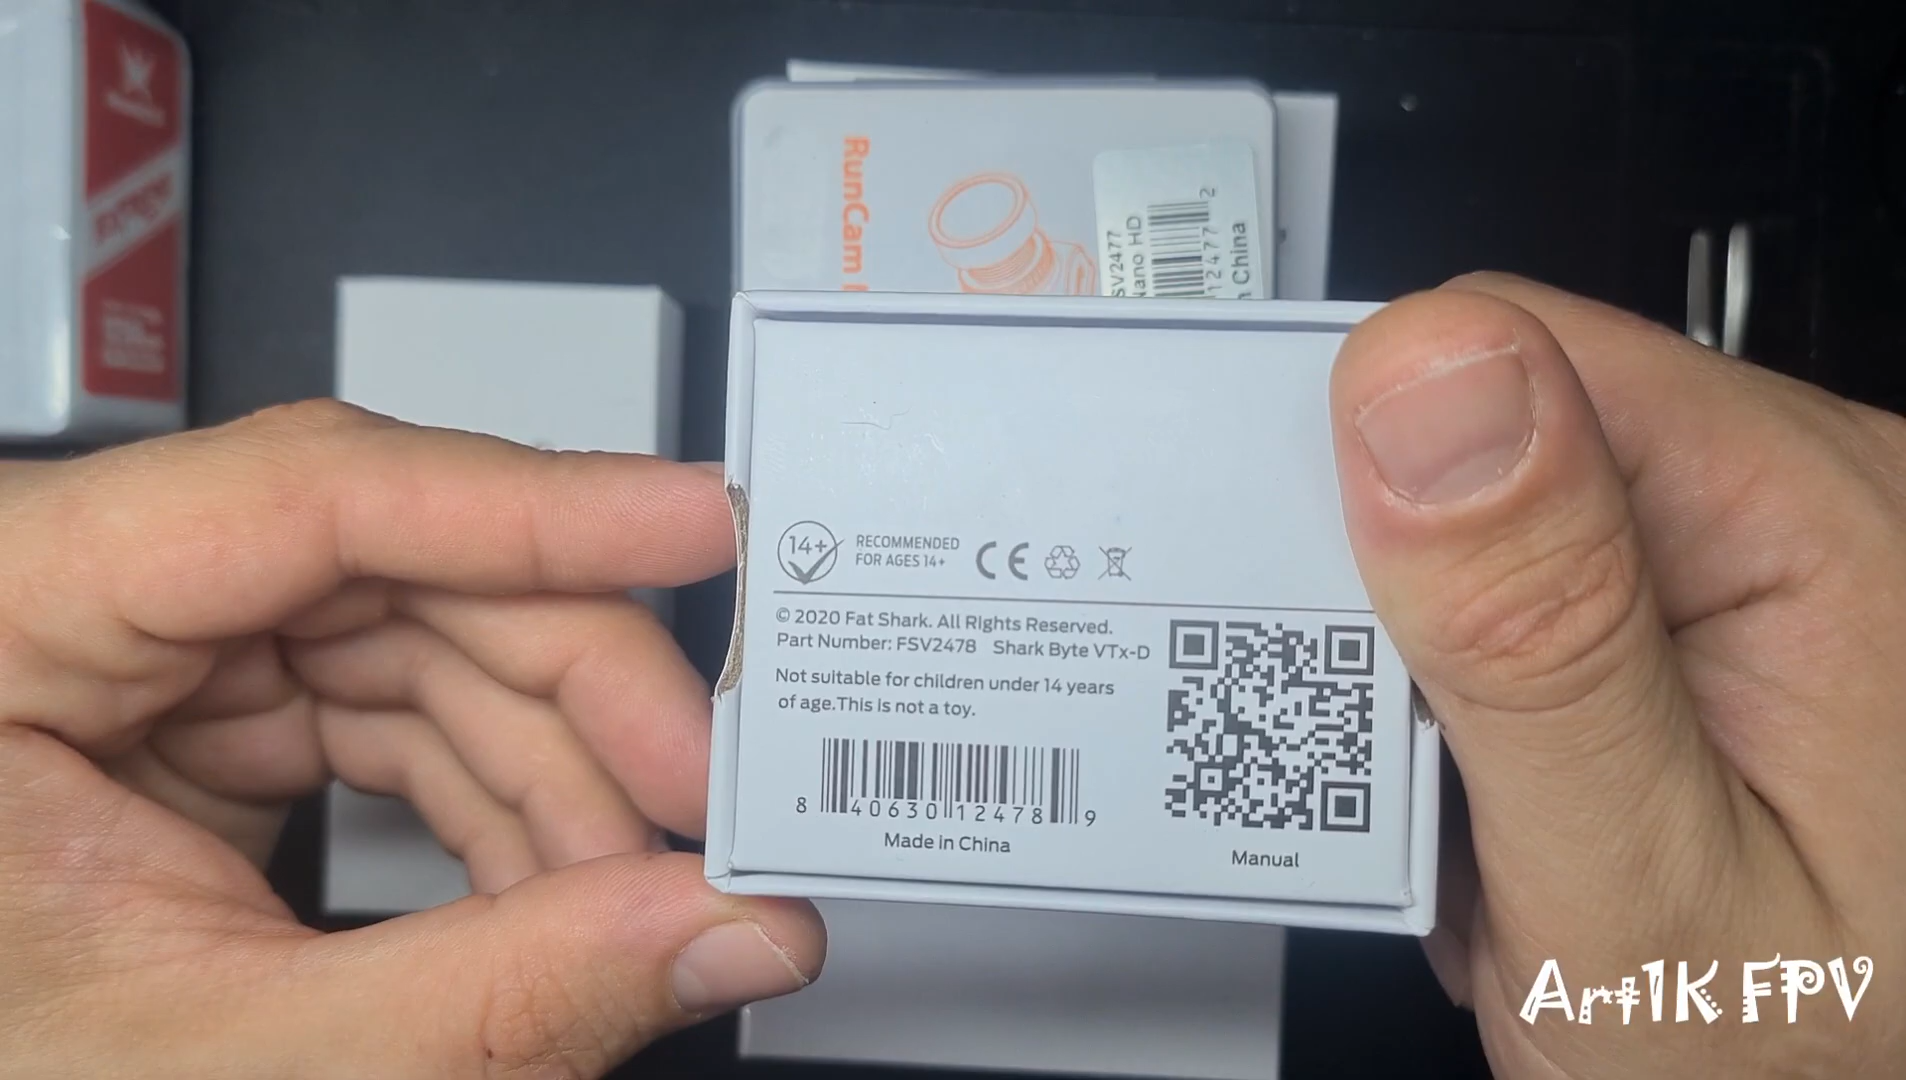 RunCam
SV2477
Nano HD
12477 2
China
14+
RECOMMENDED
FOR AGES 14+
CE
© 2020 Fat Shark. All Rights Reserved.
Part Number: FSV2478 Shark Byte VTx-D
Not suitable for children under 14 years
of age.This is not a toy.
8 40630 12478 9
Made in China
Manual
Art1K FPV